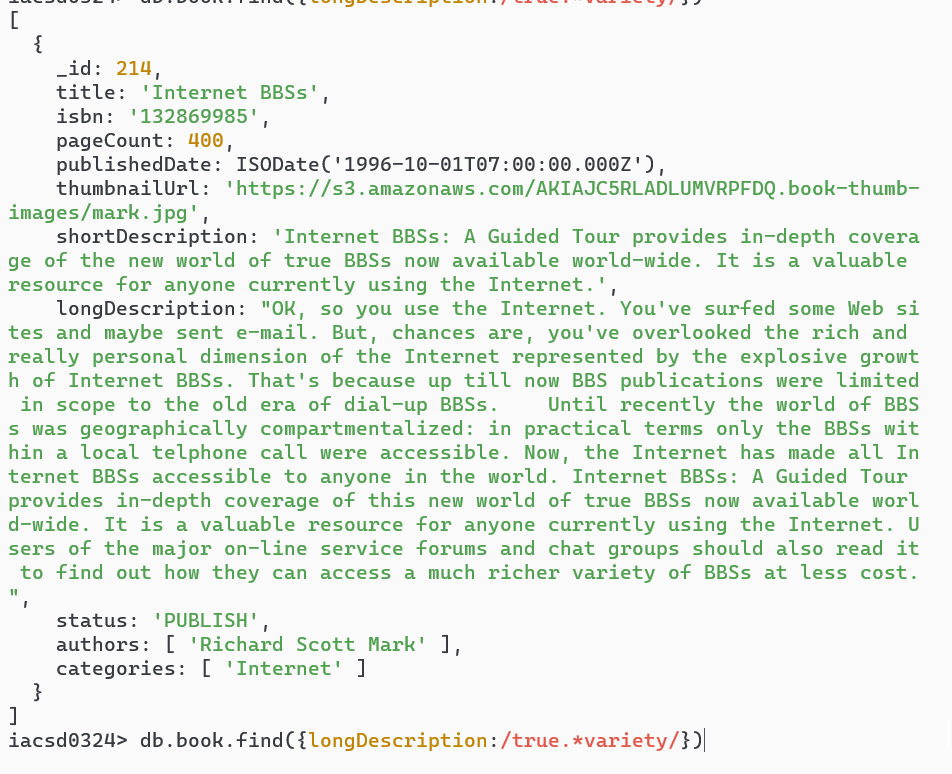 iacsd0324> db.book.find({longDescription:/true.*variety/})
[
  {
    _id: 214,
    title: 'Internet BBSs',
    isbn: '132869985',
    pageCount: 400,
    publishedDate: ISODate('1996-10-01T07:00:00.000Z'),
    thumbnailUrl: 'https://s3.amazonaws.com/AKIAJC5RLADLUMVRPFDQ.book-thumb-
images/mark.jpg',
    shortDescription: 'Internet BBSs: A Guided Tour provides in-depth covera
ge of the new world of true BBSs now available world-wide. It is a valuable
resource for anyone currently using the Internet.',
    longDescription: "OK, so you use the Internet. You've surfed some Web si
tes and maybe sent e-mail. But, chances are, you've overlooked the rich and
really personal dimension of the Internet represented by the explosive growt
h of Internet BBSs. That's because up till now BBS publications were limited
 in scope to the old era of dial-up BBSs.    Until recently the world of BBS
s was geographically compartmentalized: in practical terms only the BBSs wit
hin a local telphone call were accessible. Now, the Internet has made all In
ternet BBSs accessible to anyone in the world. Internet BBSs: A Guided Tour
provides in-depth coverage of this new world of true BBSs now available worl
d-wide. It is a valuable resource for anyone currently using the Internet. U
sers of the major on-line service forums and chat groups should also read it
 to find out how they can access a much richer variety of BBSs at less cost.
",
    status: 'PUBLISH',
    authors: [ 'Richard Scott Mark' ],
    categories: [ 'Internet' ]
  }
]
iacsd0324> db.book.find({longDescription:/true.*variety/})